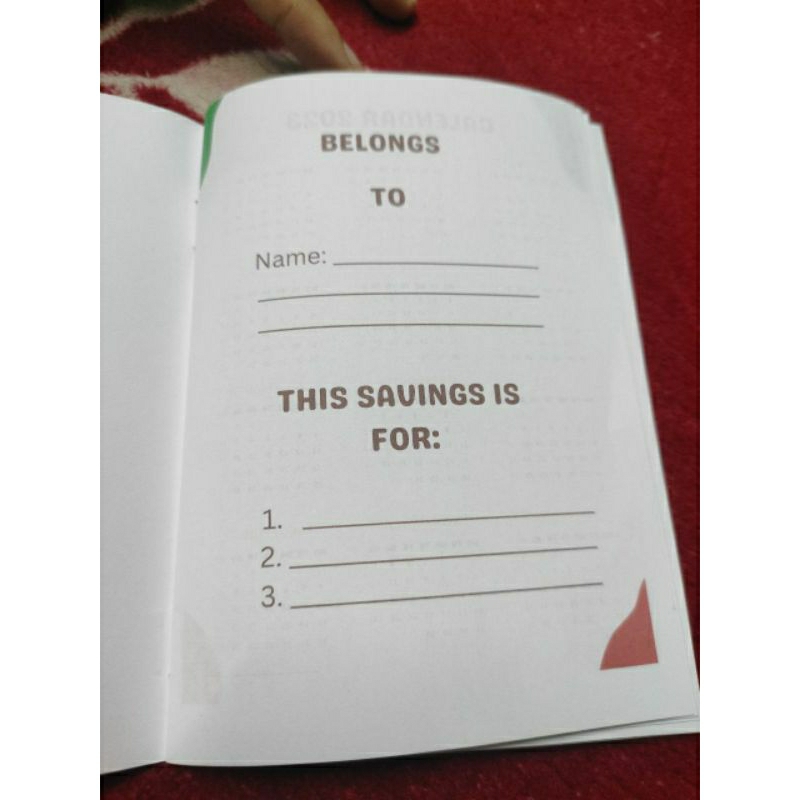 BELONGS
TO
Name:
THIS SAVINGS IS
FOR:
1.
2.
3.